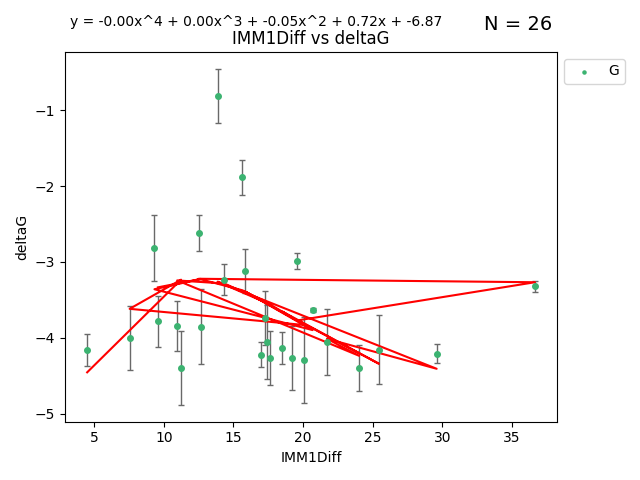 y = -0.00x^4 + 0.00x^3 + -0.05x^2 + 0.72x + -6.87
N = 26
IMM1Diff vs deltaG
G
−1
−2
−3
−4
−5
deltaG
5 10 15 20 25 30 35
IMM1Diff